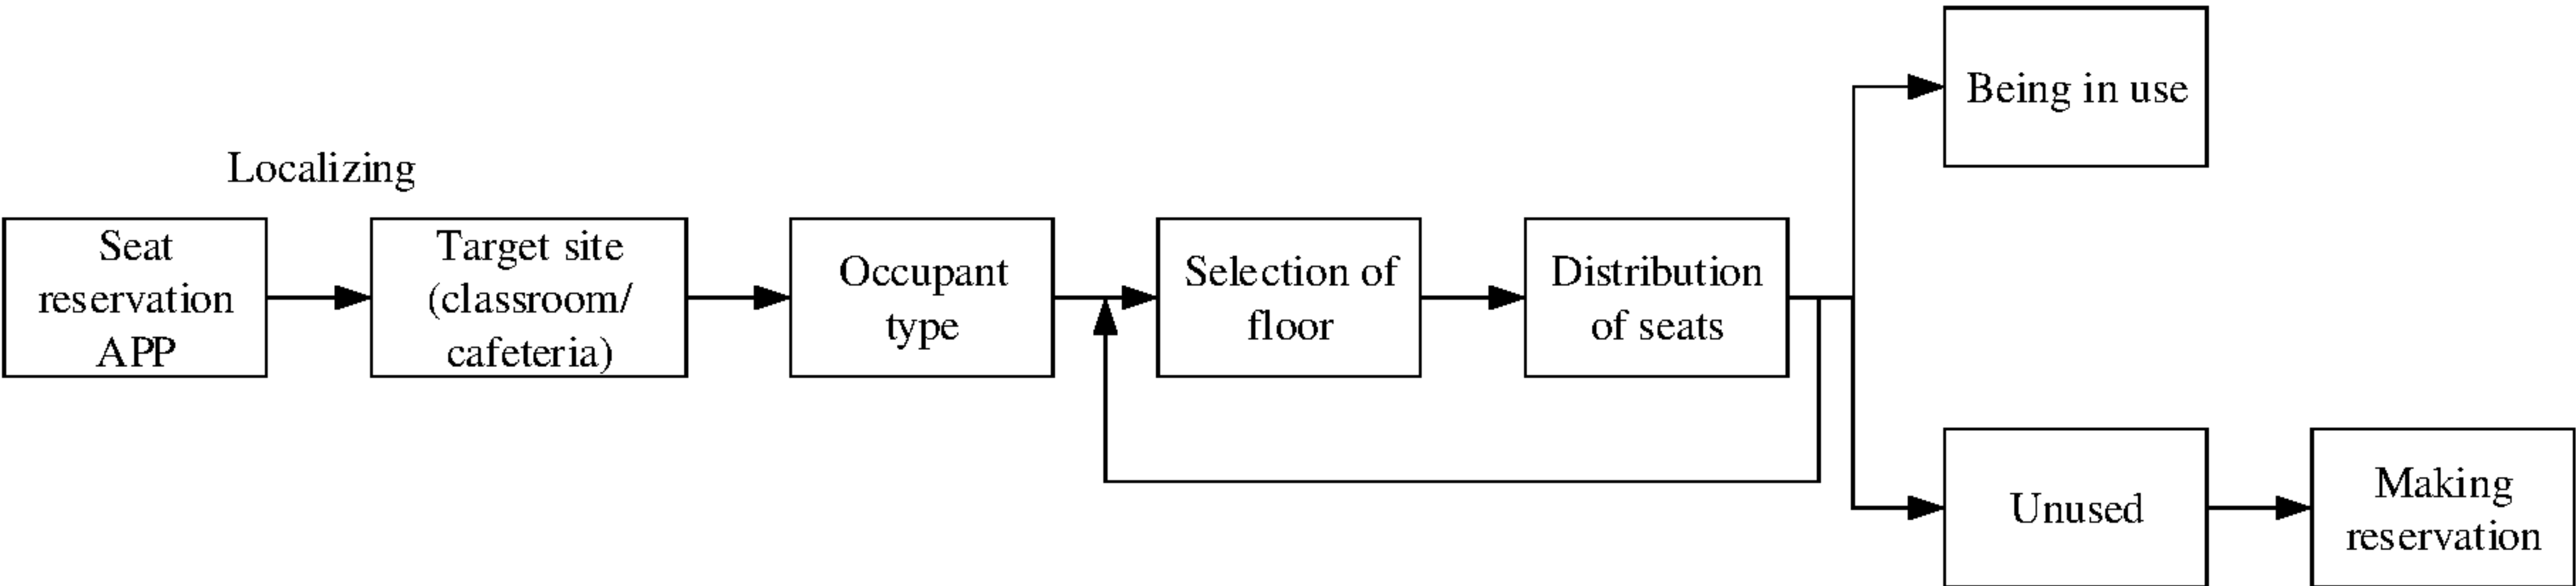 Being in use
Localizing
Seat
reservation
APP
Target site
(classroom/
cafeteria)
Occupant
type
Selection of
floor
Distribution
of seats
Unused
Making
reservation